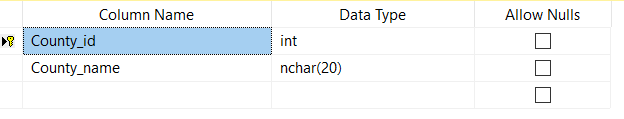 Column Name Data Type Allow Nulls
County_id int
County_name nchar(20)